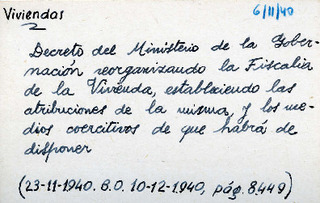 Viviendas
6/11/40
Decreto del Ministerio de la Gober-
nación reorganizando la Fiscalia
de la Vivienda, estableciendo las
atribuciones de la misma, y los me-
dios coercitivos de que habrá de
disponer
(23-11-1940. B.O. 10-12-1940, pág. 8449)